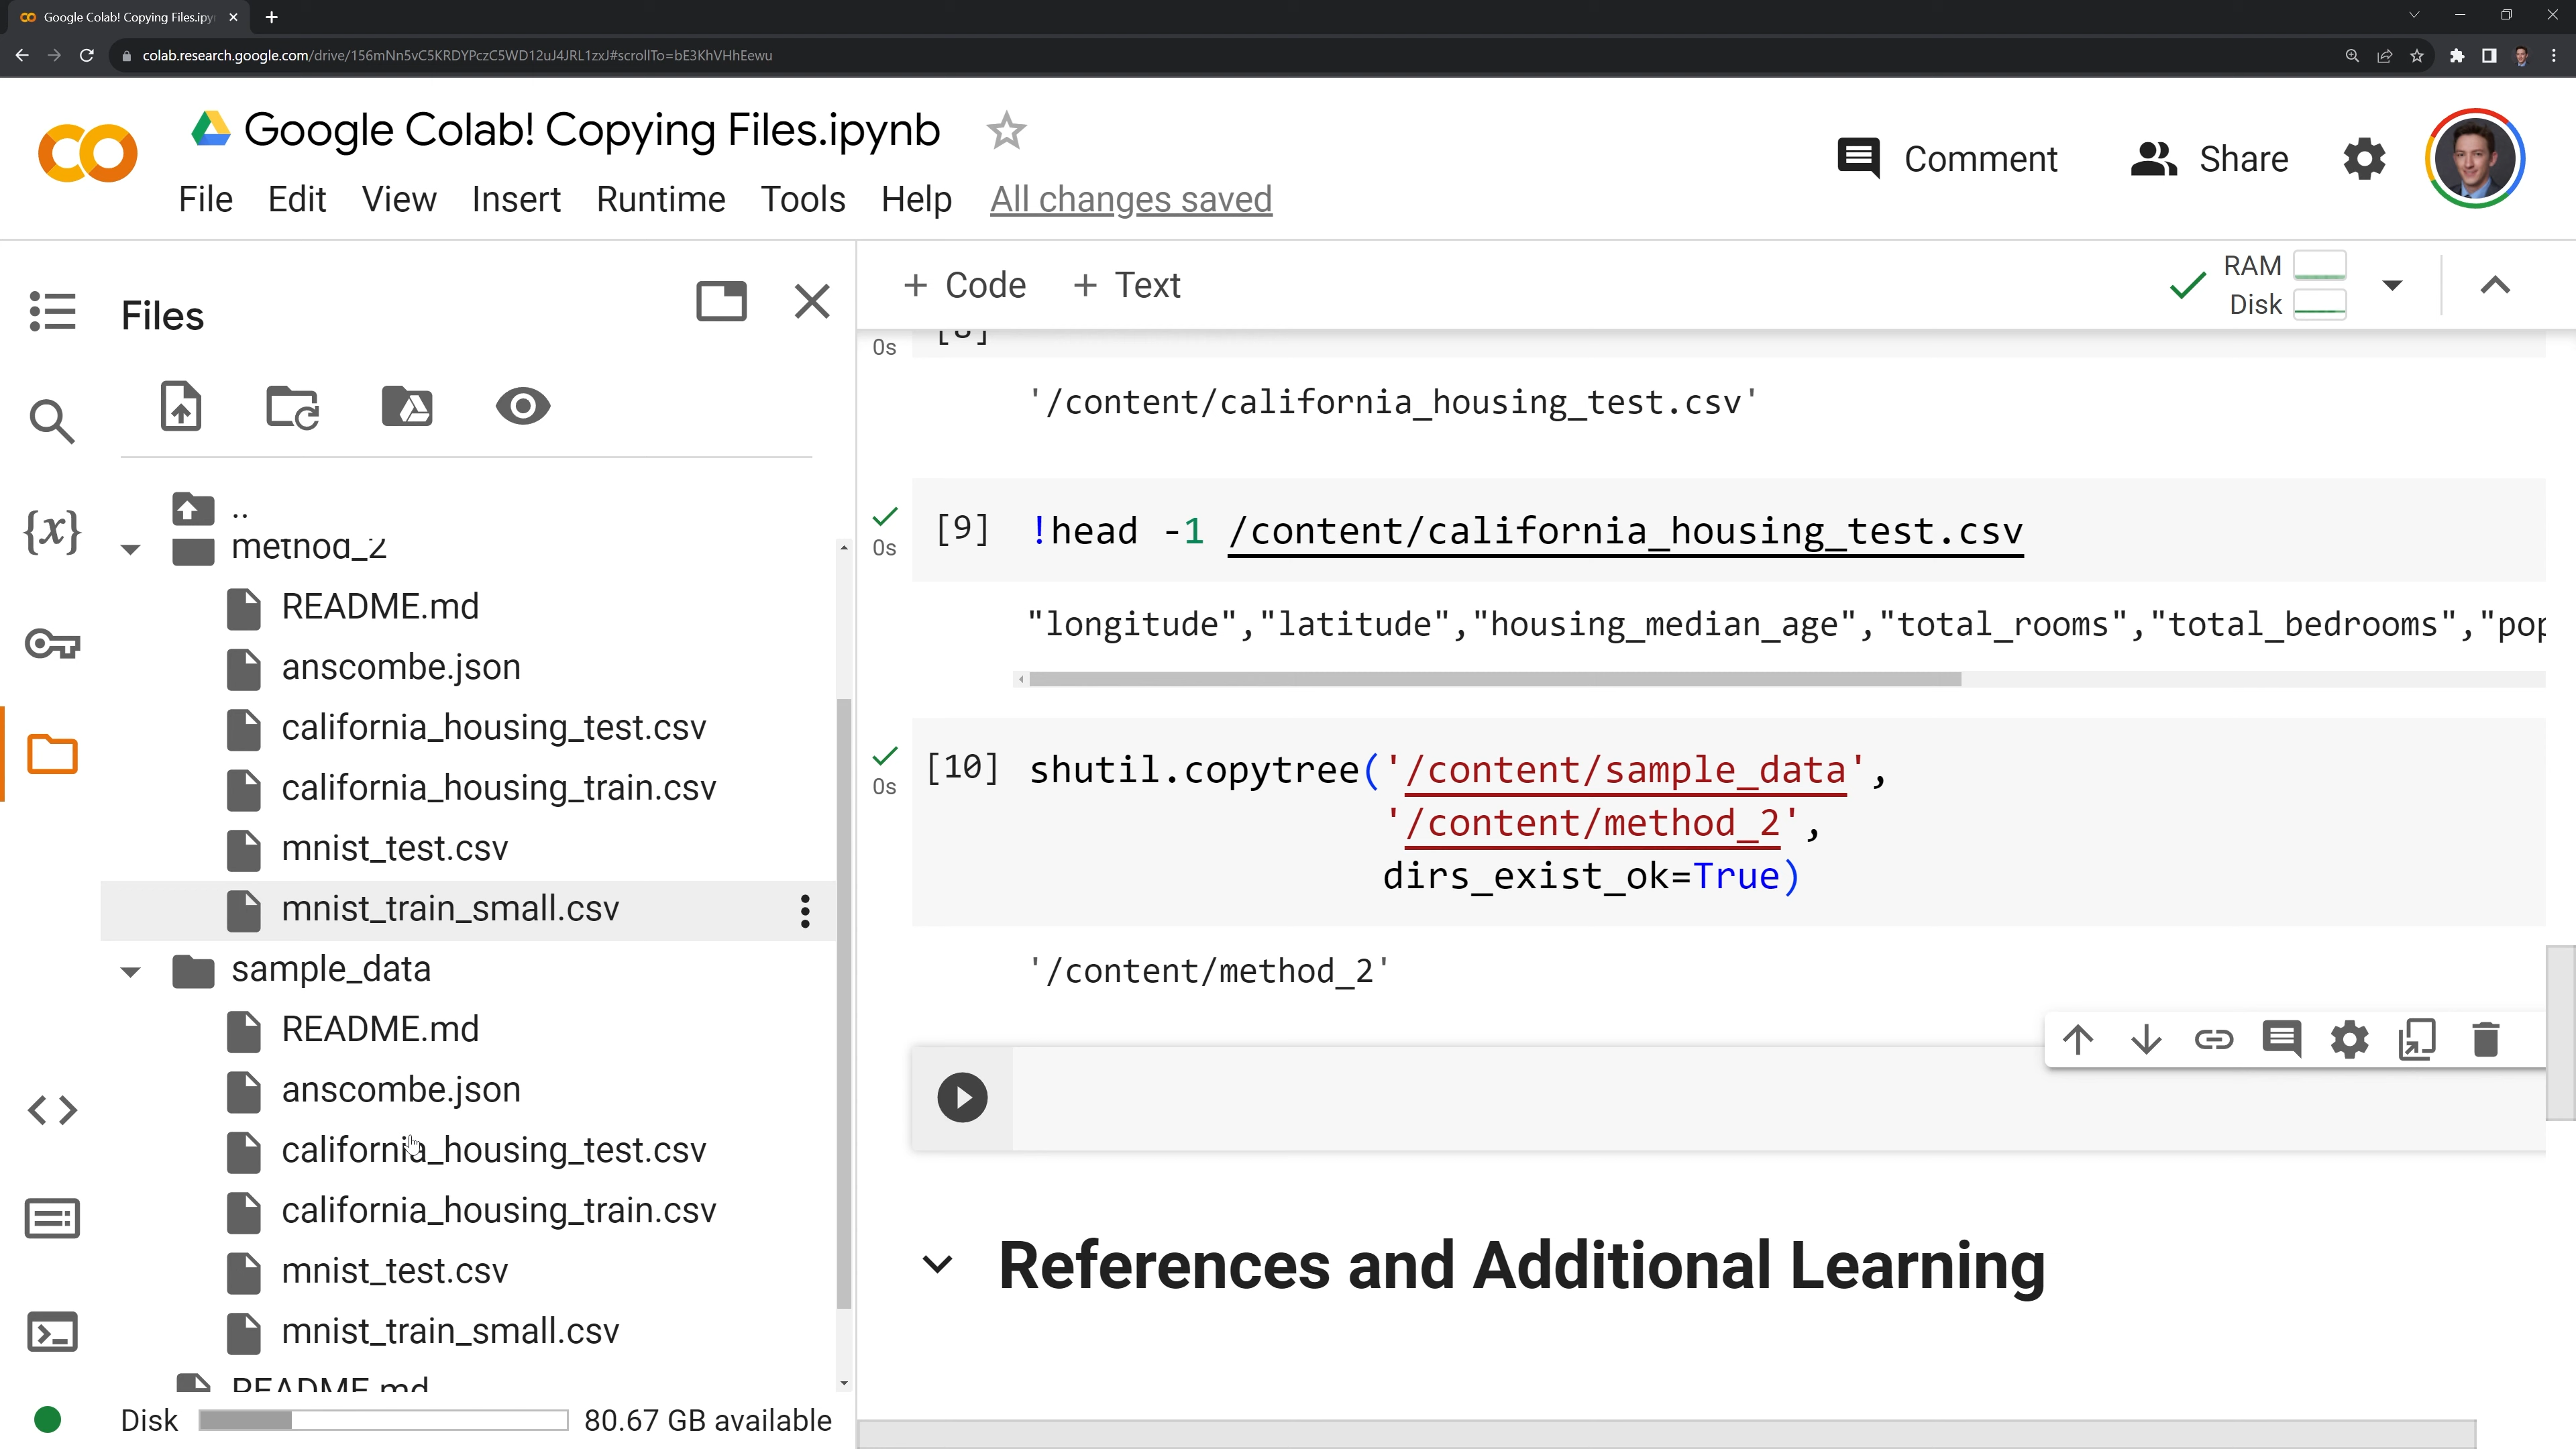 Google Colab! Copying Files.ipy
colab.research.google.com/drive/156mNn5vC5KRDYPczC5WD12uJ4JRL1zxJ#scrollTo=bE3KhVHhEewu
Google Colab! Copying Files.ipynb
File Edit View Insert Runtime Tools Help All changes saved
Comment
Share
Files
..
method_2
README.md
anscombe.json
california_housing_test.csv
california_housing_train.csv
mnist_test.csv
mnist_train_small.csv
sample_data
README.md
anscombe.json
california_housing_test.csv
california_housing_train.csv
mnist_test.csv
mnist_train_small.csv
README.md
Disk 80.67 GB available
{x}
+ Code + Text
RAM
Disk
0s [8]
'/content/california_housing_test.csv'
0s [9] !head -1 /content/california_housing_test.csv
"longitude","latitude","housing_median_age","total_rooms","total_bedrooms","pop
0s [10] shutil.copytree('/content/sample_data',
'/content/method_2',
dirs_exist_ok=True)
'/content/method_2'
References and Additional Learning